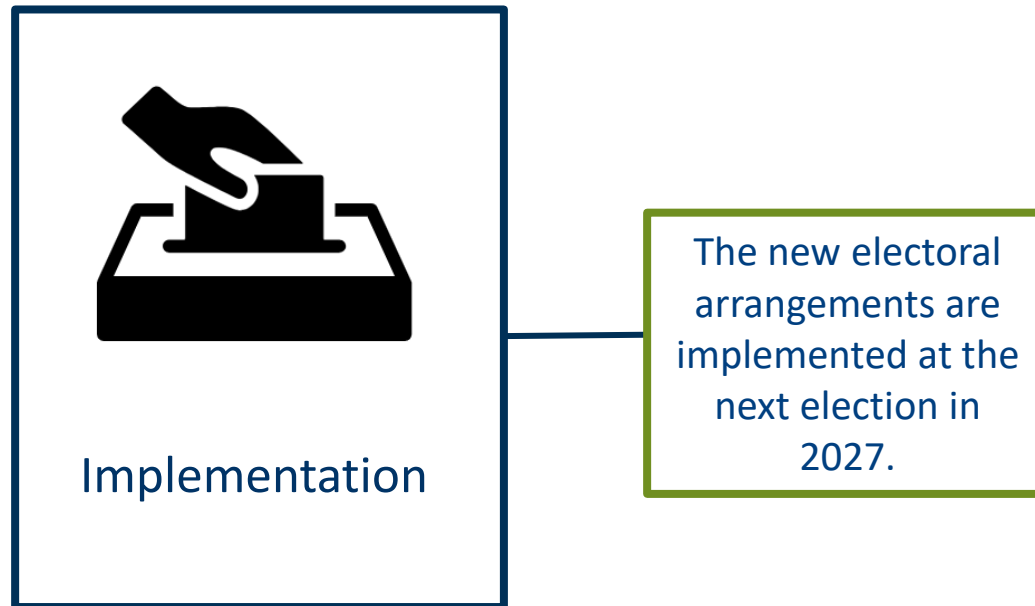 Implementation
The new electoral
arrangements are
implemented at the
next election in
2027.